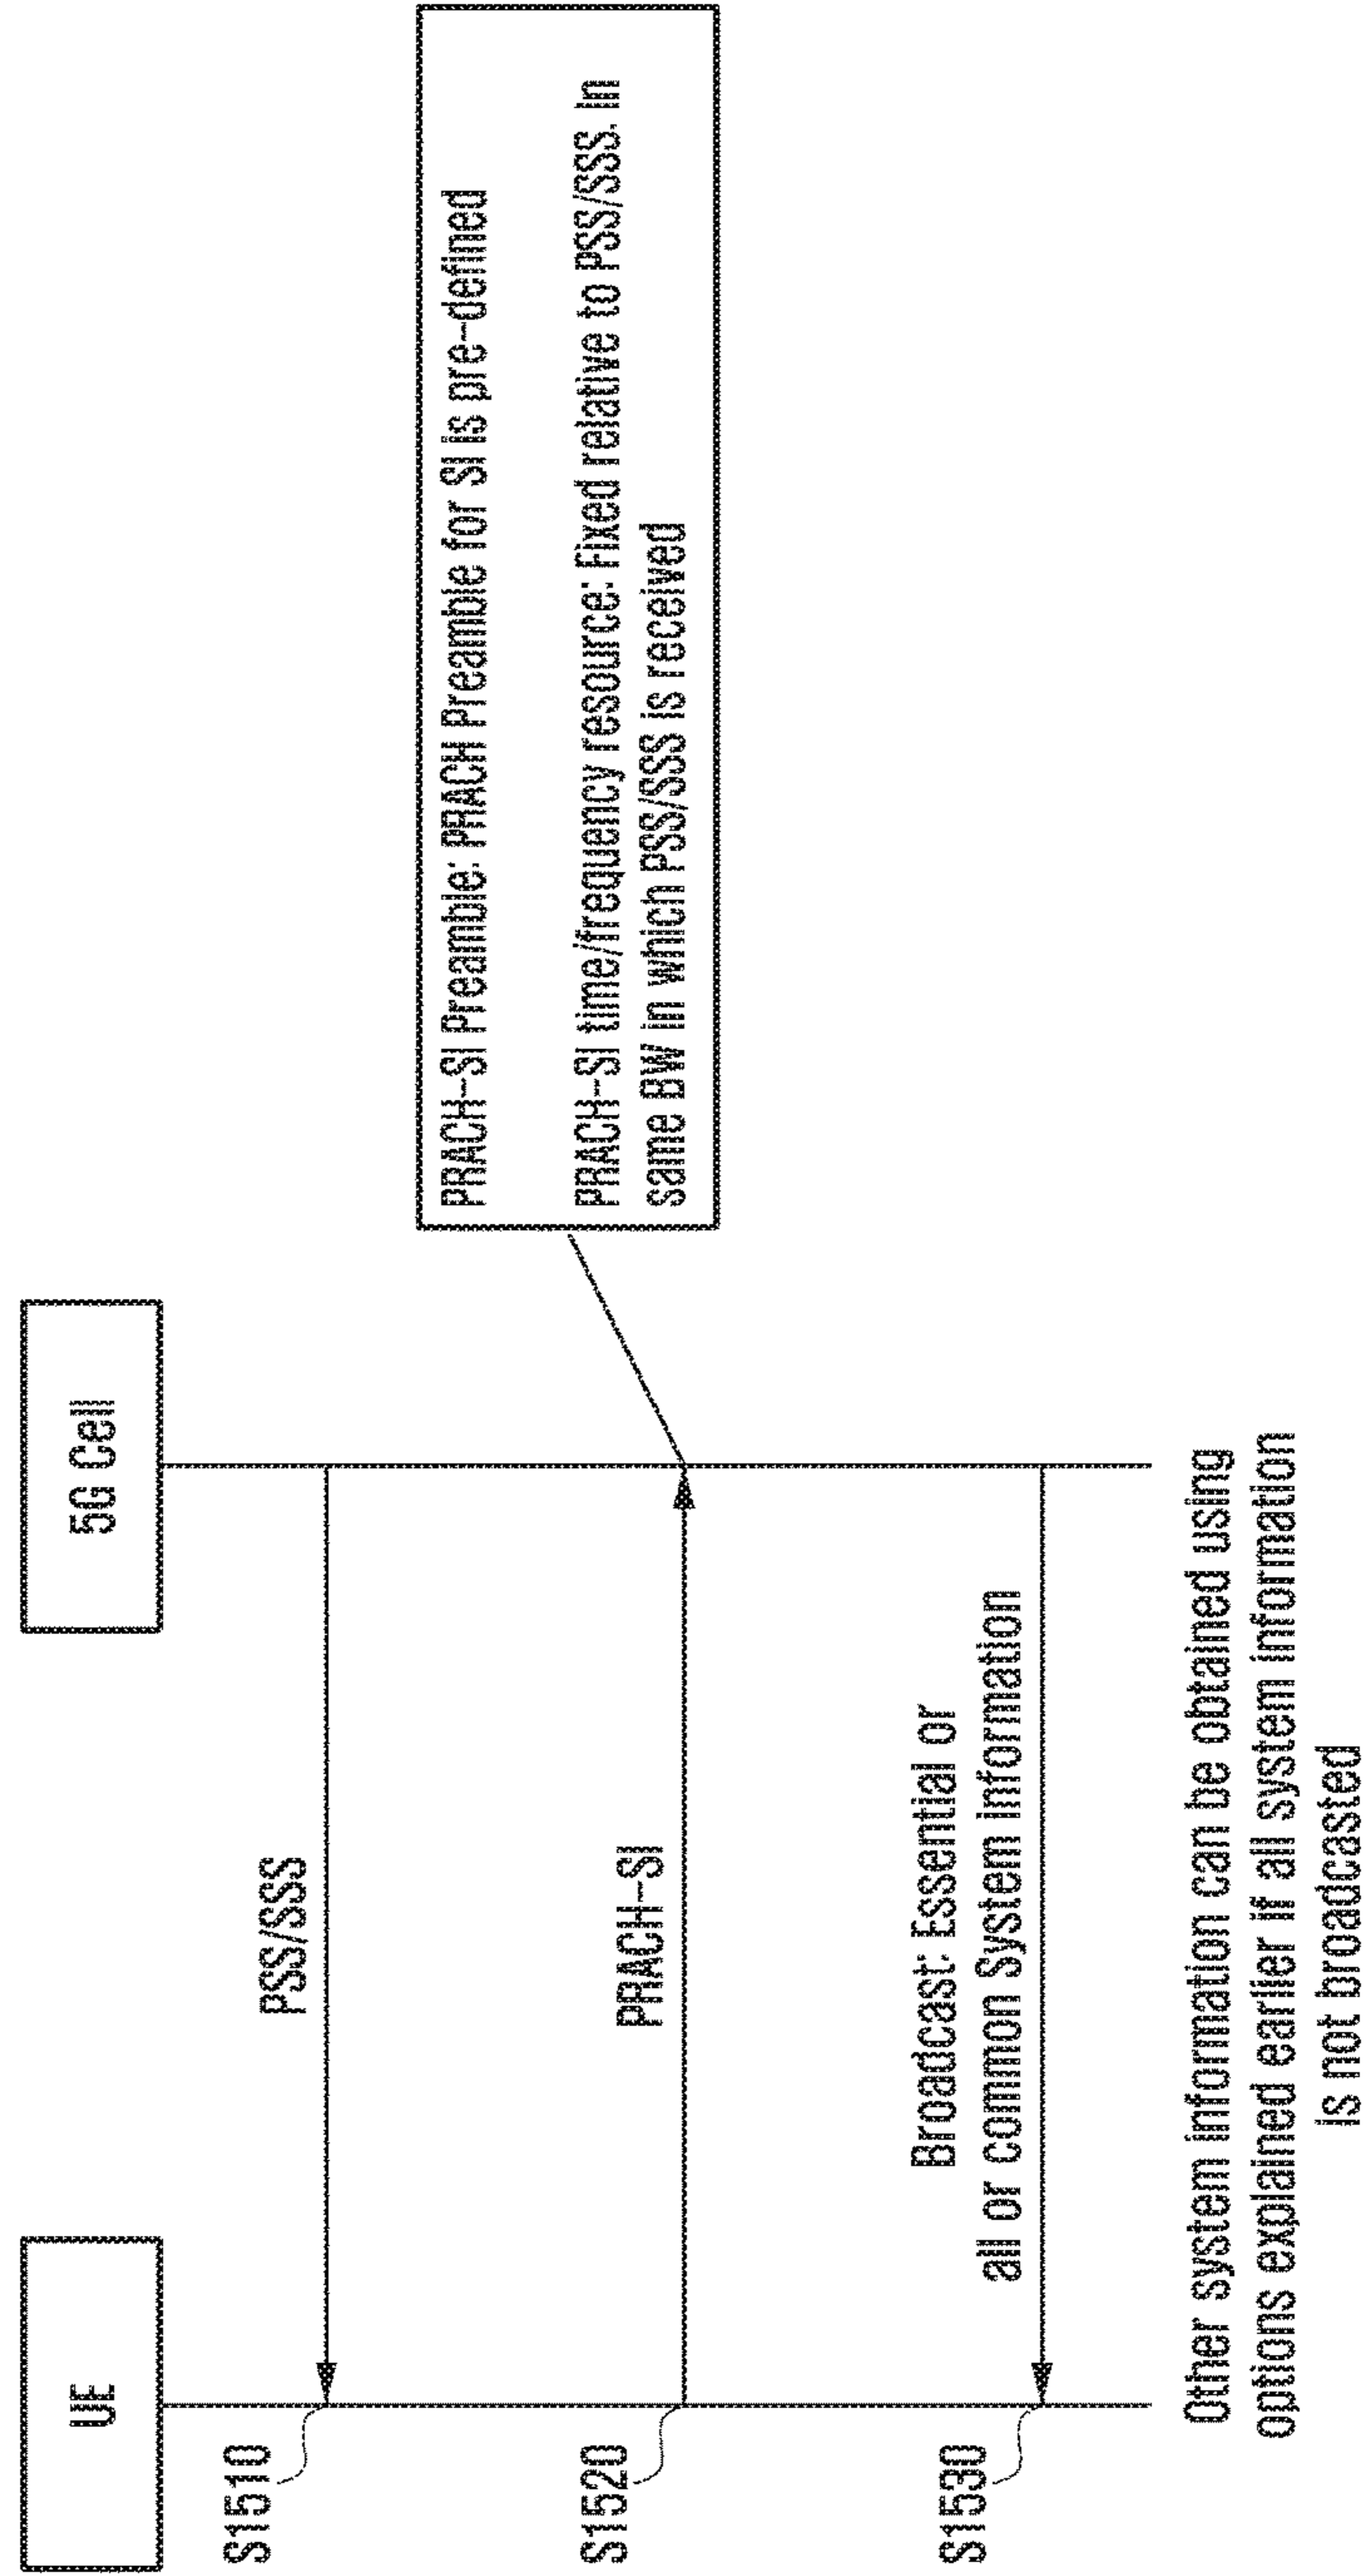 UE
5G Cell
S1510
PSS/SSS
S1520
PRACH-SI
PRACH-SI Preamble: PRACH Preamble for SI is pre-defined
PRACH-SI time/frequency resource: Fixed relative to PSS/SSS. In
same BW in which PSS/SSS is received
S1530
Broadcast: Essential or
all or common System information
Other system information can be obtained using
options explained earlier if all system information
is not broadcasted